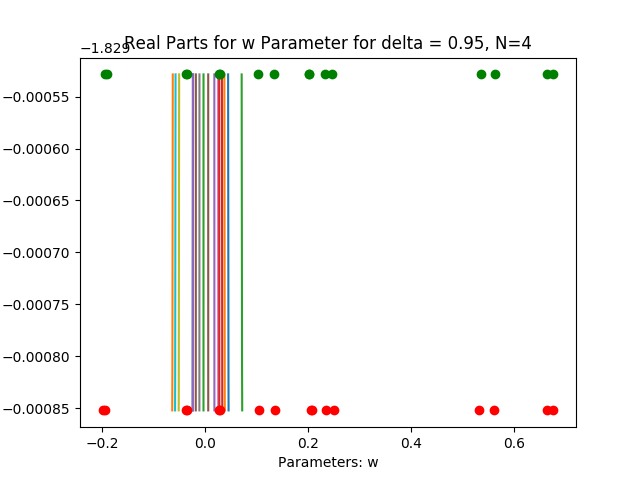 −1.829
Real Parts for w Parameter for delta = 0.95, N=4
−0.00055
−0.00060
−0.00065
−0.00070
−0.00075
−0.00080
−0.00085
−0.2 0.0 0.2 0.4 0.6
Parameters: w